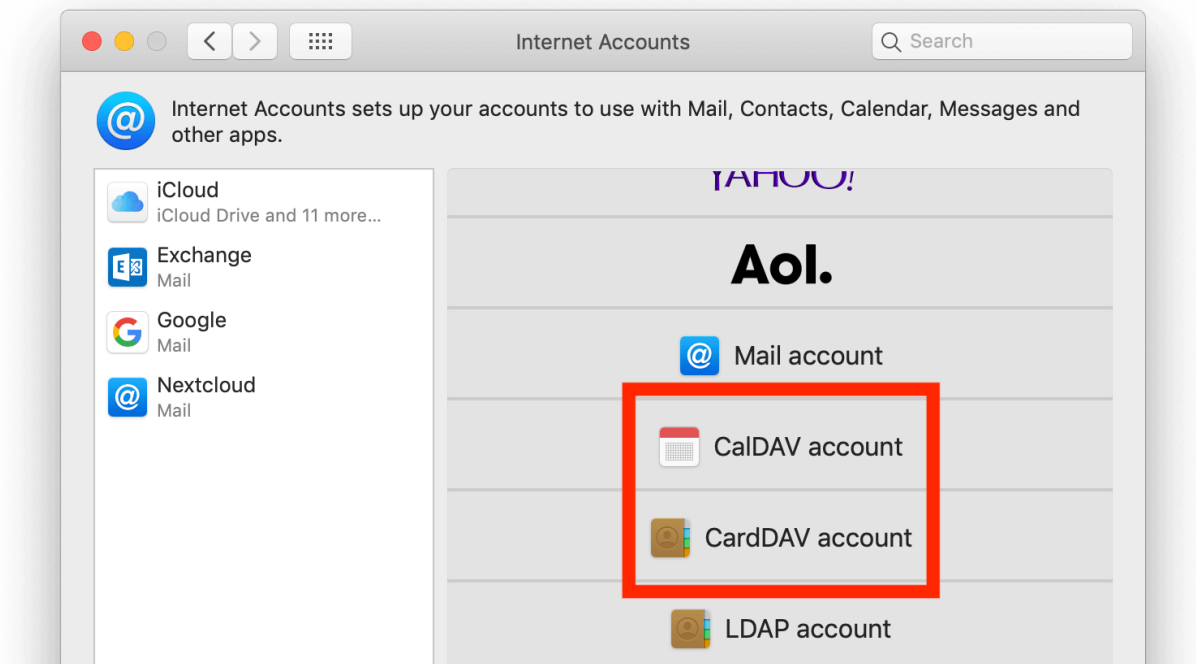 Internet Accounts
Search
Internet Accounts sets up your accounts to use with Mail, Contacts, Calendar, Messages and
other apps.
iCloud
iCloud Drive and 11 more...
Exchange
Mail
Google
Mail
Nextcloud
Mail
YAHOO!
Aol.
Mail account
CalDAV account
CardDAV account
LDAP account